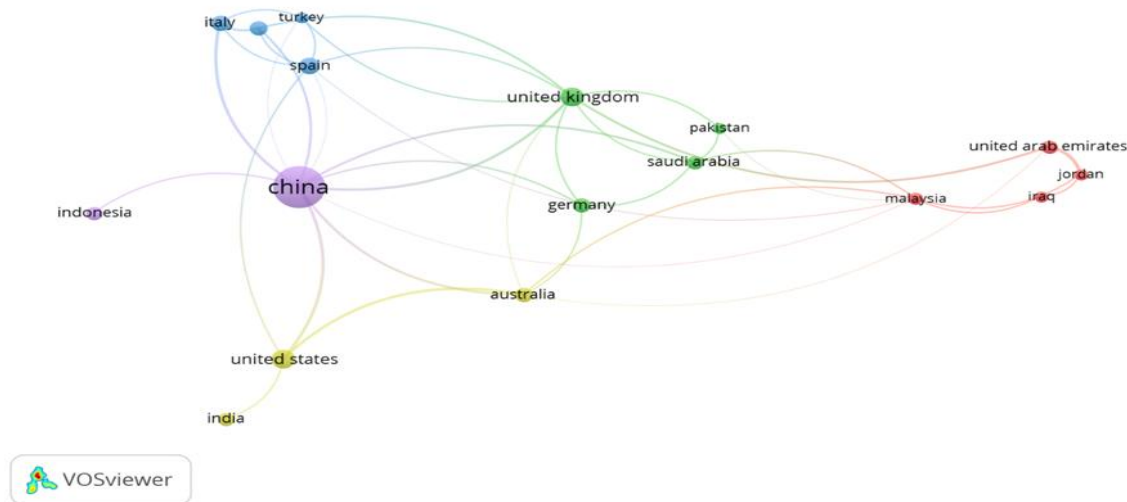 turkey
italy
spain
united kingdom
pakistan
united arab emirates
saudi arabia
jordan
china
malaysia
iraq
indonesia
germany
australia
united states
india
VOSviewer